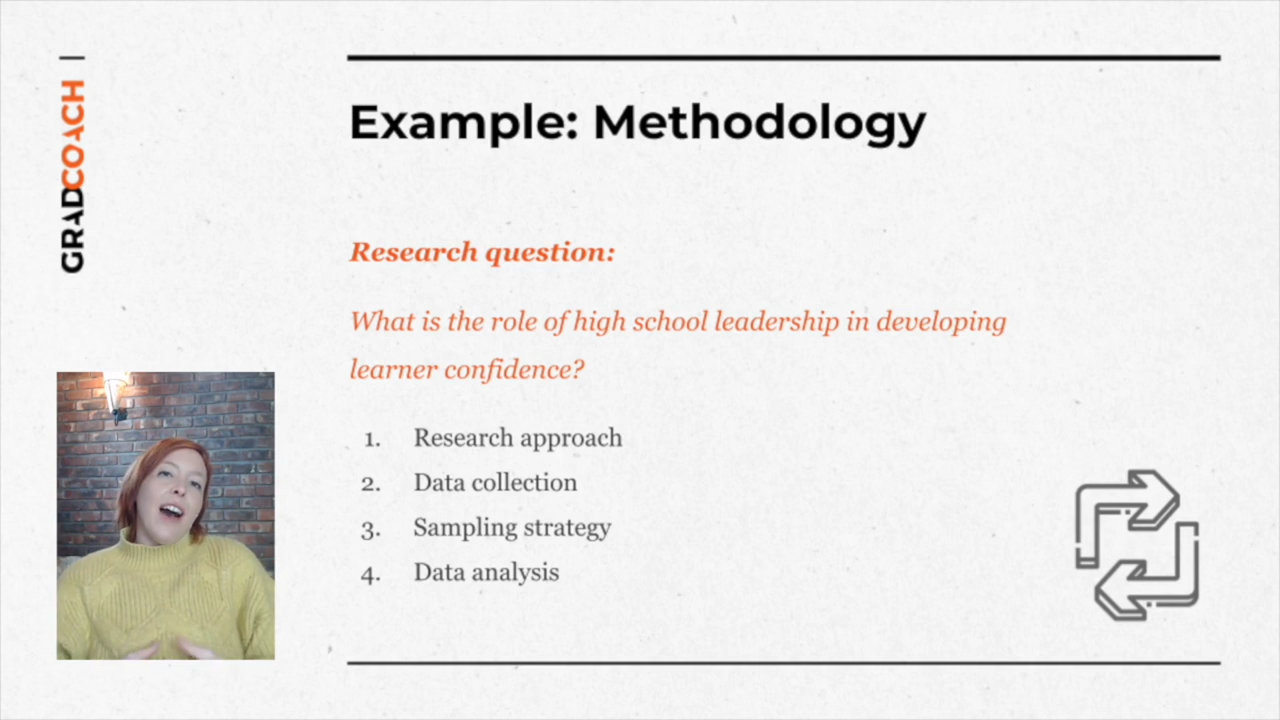 GRADCOACH
Example: Methodology
Research question:
What is the role of high school leadership in developing
learner confidence?
1. Research approach
2. Data collection
3. Sampling strategy
4. Data analysis